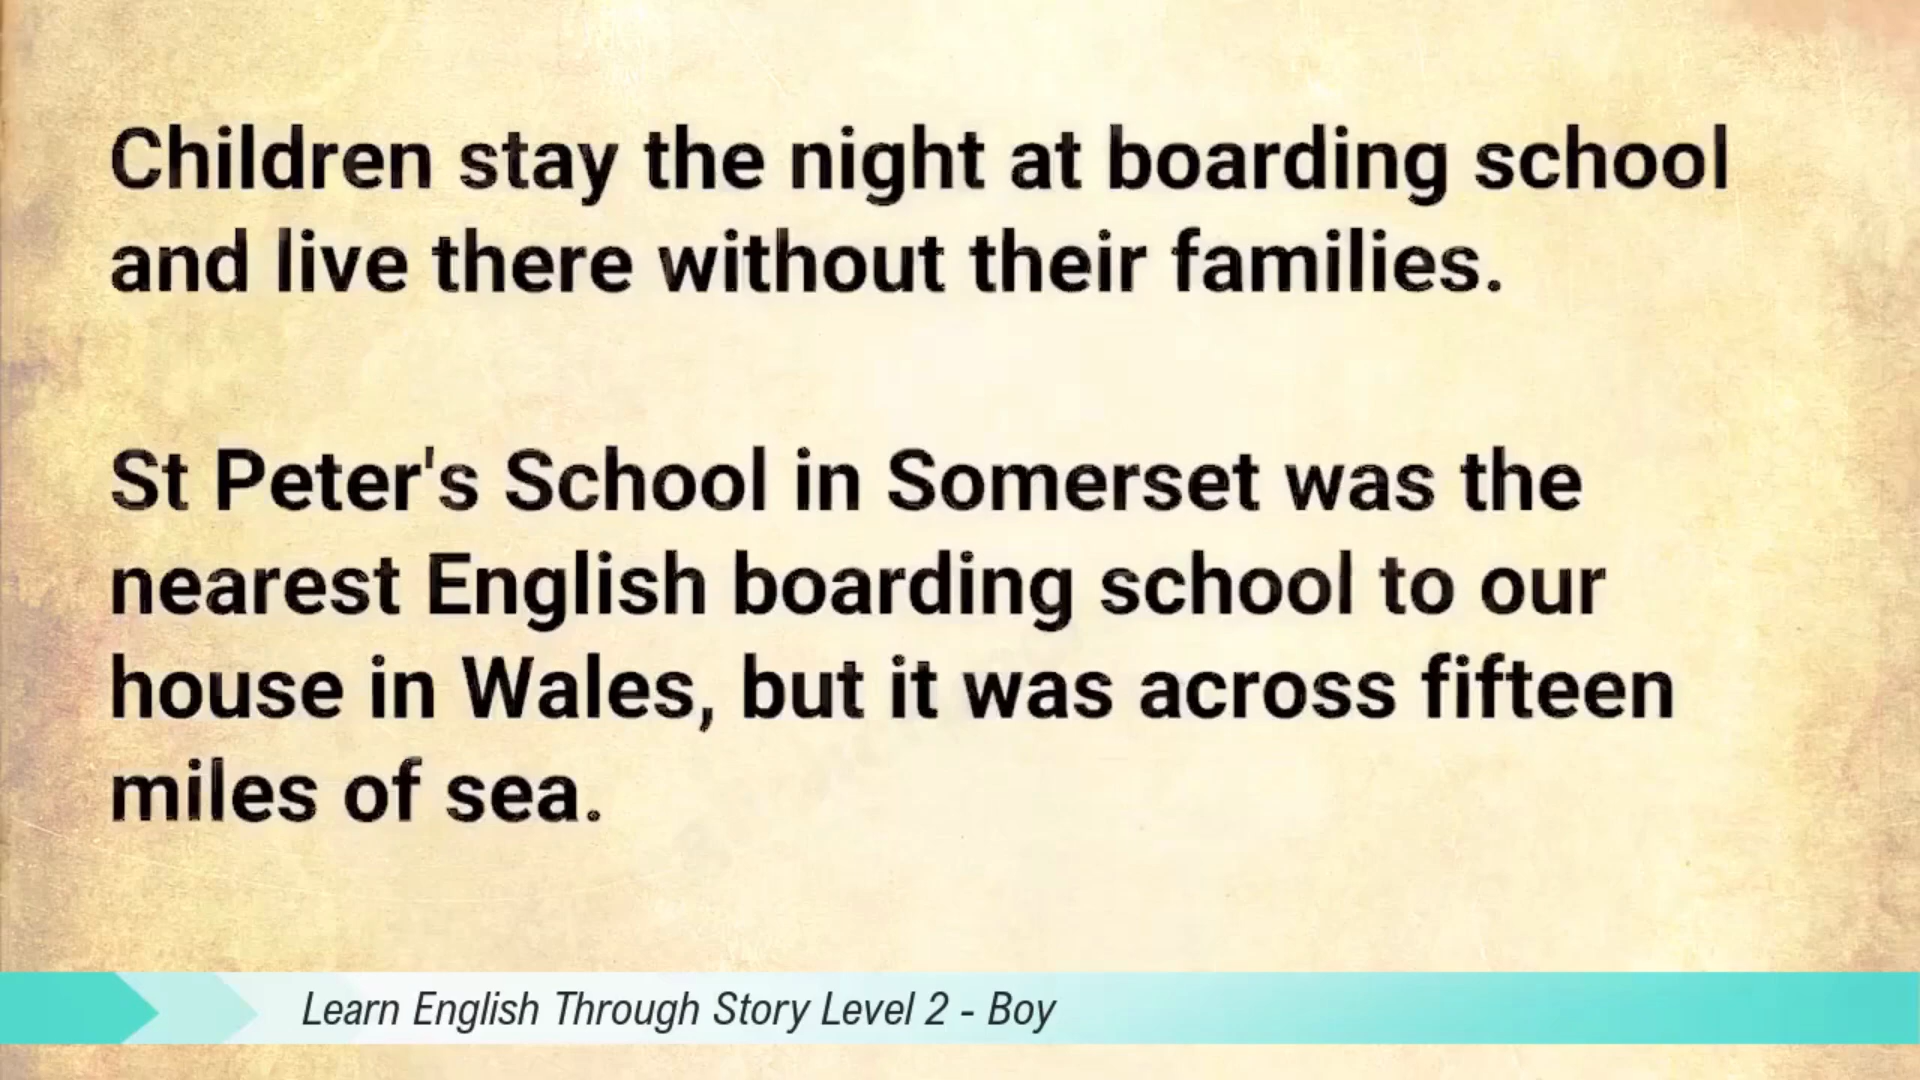 Children stay the night at boarding school
and live there without their families.
St Peter's School in Somerset was the
nearest English boarding school to our
house in Wales, but it was across fifteen
miles of sea.
Learn English Through Story Level 2 - Boy